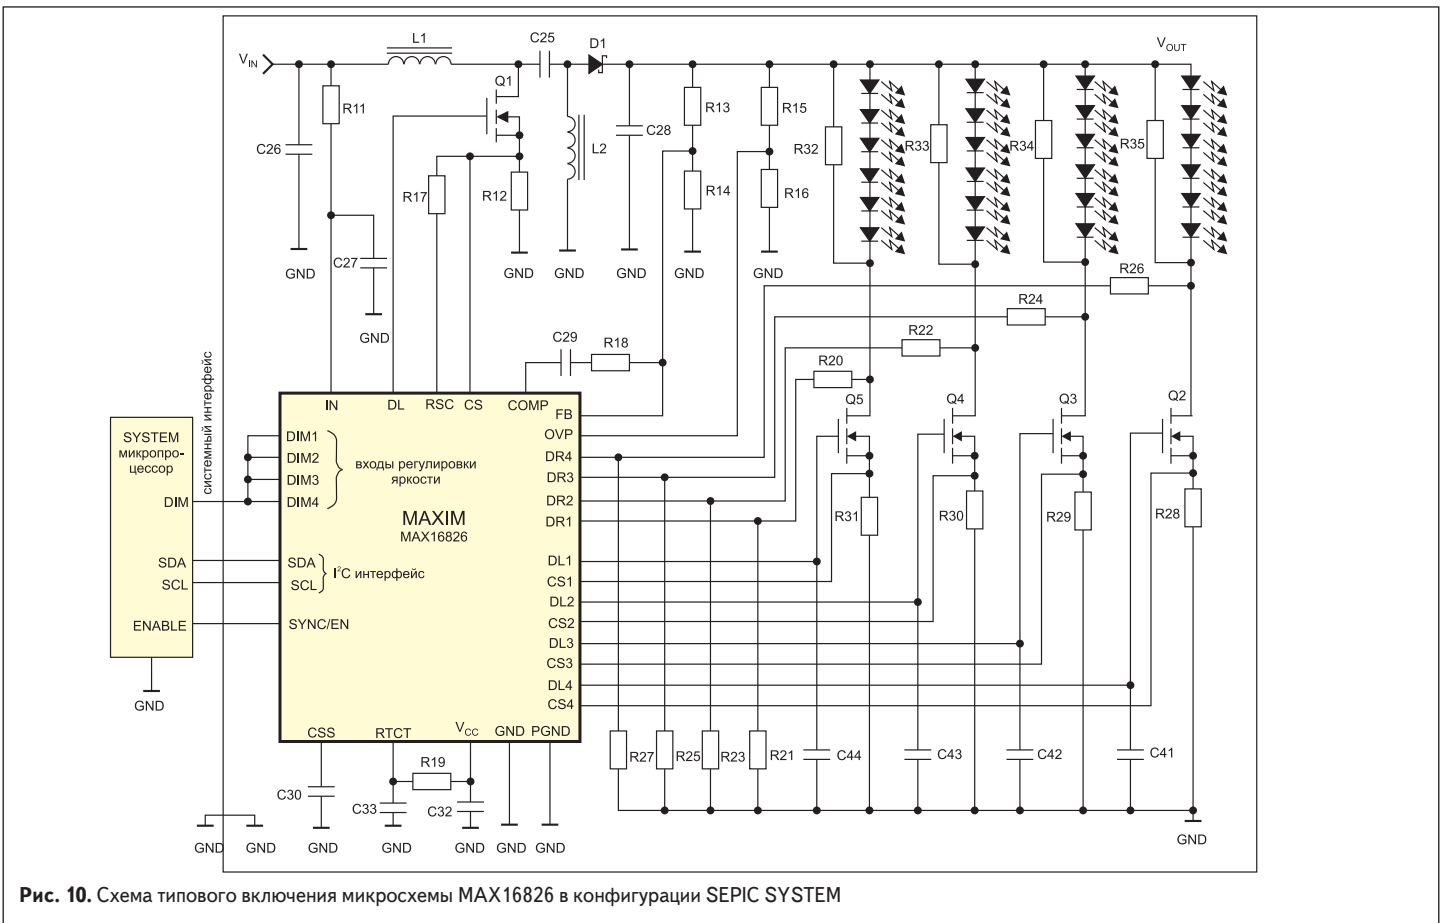 L1
C25
D1
V_IN
V_OUT
Q1
R11
R13
R15
C26
C28
R32
R33
R34
R35
L2
R17
R12
R14
R16
C27
GND
GND
GND
GND
GND
GND
GND
R26
R24
R22
R20
C29
R18
системный интерфейс
IN
DL
RSC
CS
COMP
FB
OVP
DR4
DR3
DR2
DR1
DL1
CS1
DL2
CS2
DL3
CS3
DL4
CS4
Q5
Q4
Q3
Q2
SYSTEM
микропро-
цессор
DIM
SDA
SCL
ENABLE
GND
DIM1
DIM2
DIM3
DIM4
входы регулировки
яркости
MAXIM
MAX16826
SDA
SCL
I²C интерфейс
SYNC/EN
R31
R30
R29
R28
CSS
RTCT
V_CC
GND
PGND
R19
C30
C33
C32
R27
R25
R23
R21
C44
C43
C42
C41
GND
GND
GND
GND
GND
GND
GND
GND
Рис. 10. Схема типового включения микросхемы MAX16826 в конфигурации SEPIC SYSTEM